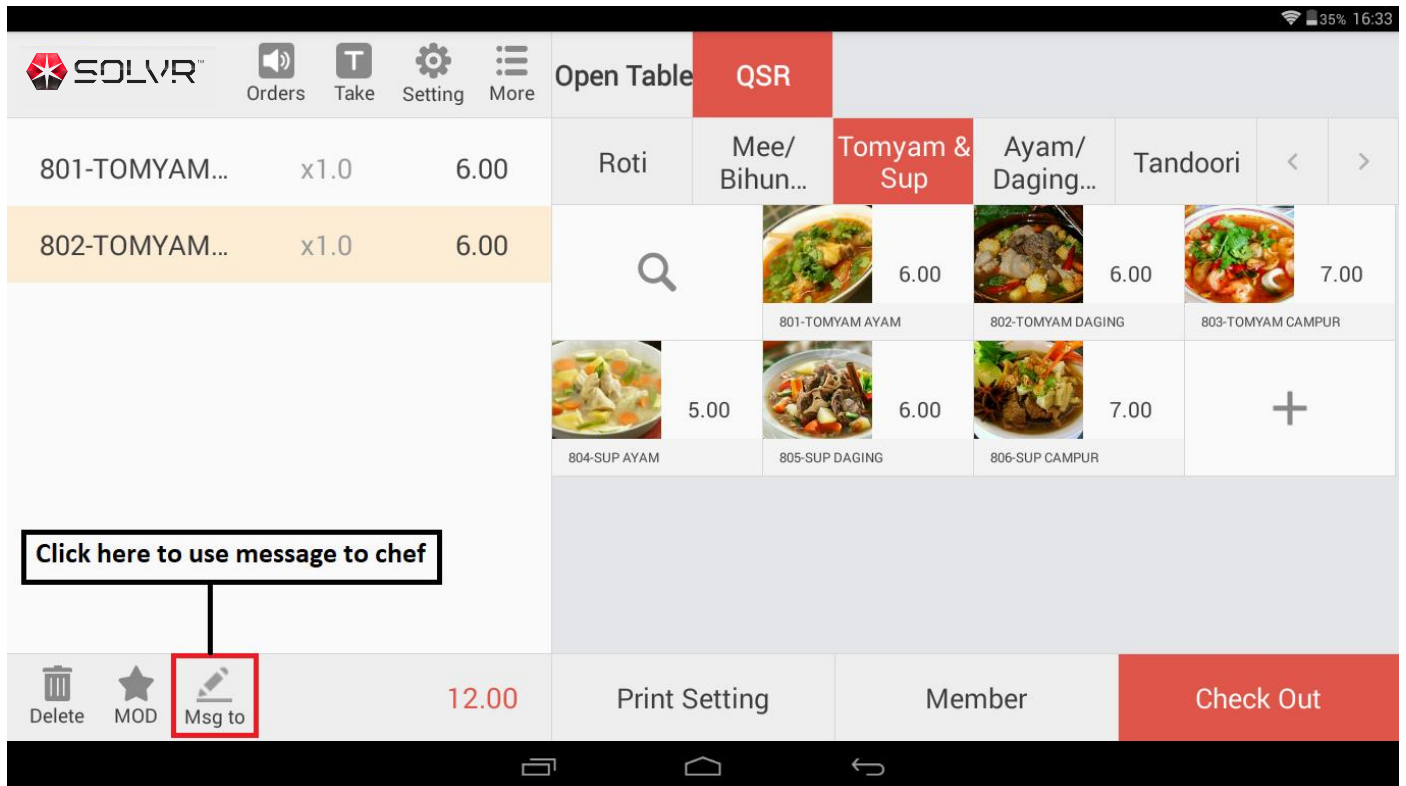 35% 16:33
SOLVR™
Orders
Take
Setting
More
Open Table
QSR
801-TOMYAM... x1.0 6.00
802-TOMYAM... x1.0 6.00
Roti
Mee/
Bihun...
Tomyam &
Sup
Ayam/
Daging...
Tandoori
<
>
6.00
801-TOMYAM AYAM
6.00
802-TOMYAM DAGING
7.00
803-TOMYAM CAMPUR
5.00
804-SUP AYAM
6.00
805-SUP DAGING
7.00
806-SUP CAMPUR
+
Click here to use message to chef
Delete
MOD
Msg to
12.00
Print Setting
Member
Check Out